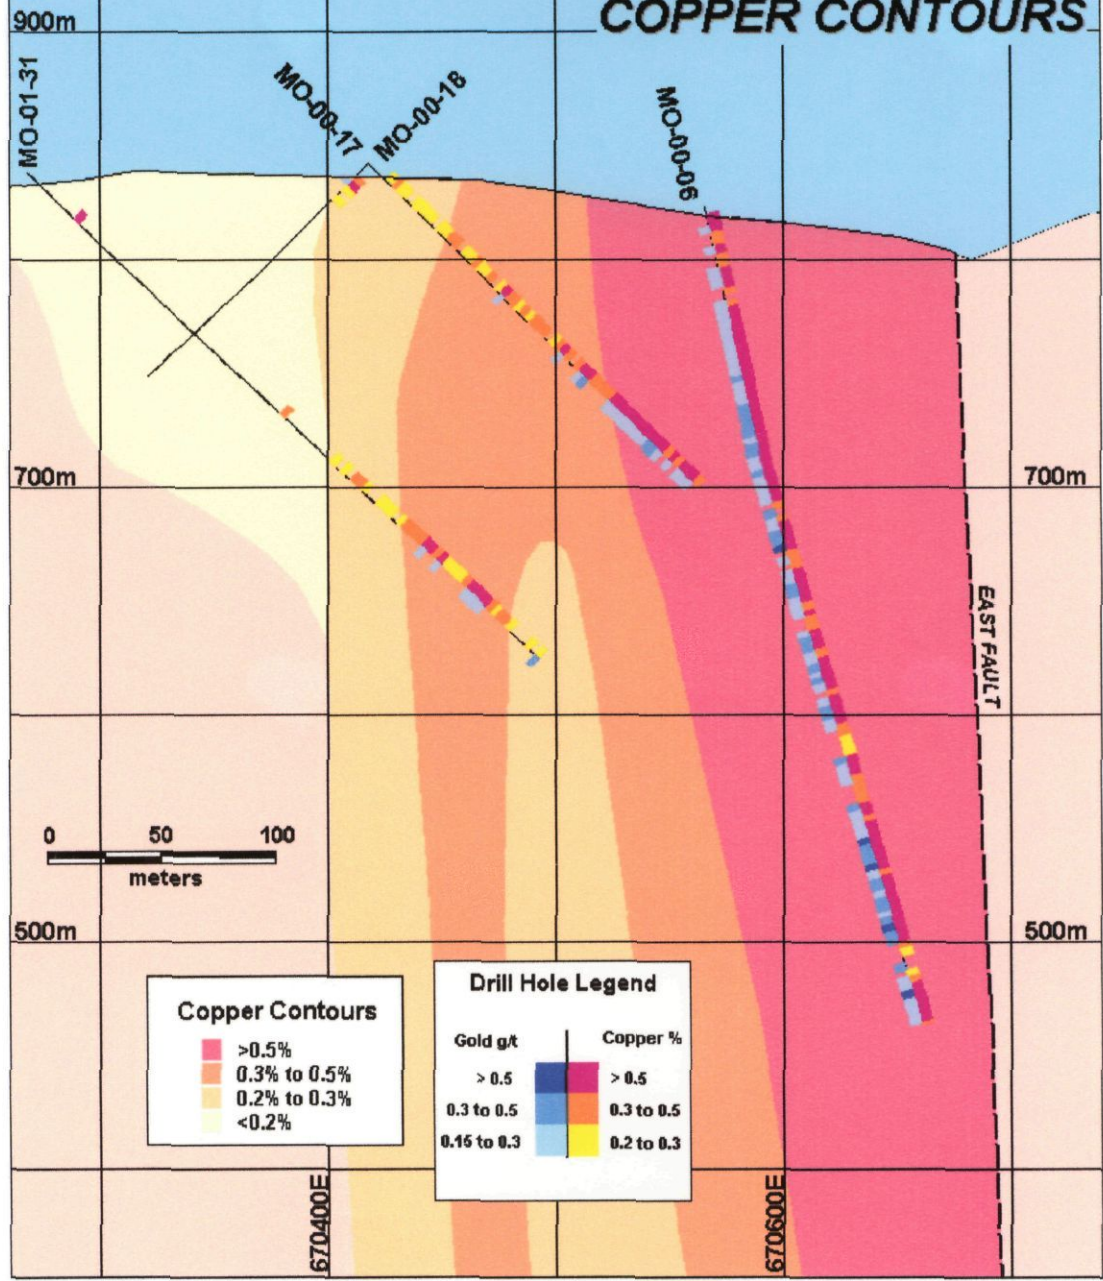 COPPER CONTOURS
900m
MO-01-31
MO-00-17
MO-00-18
MO-00-06
700m
700m
EAST FAULT
0 50 100
meters
500m
500m
Copper Contours
>0.5%
0.3% to 0.5%
0.2% to 0.3%
<0.2%
Drill Hole Legend
Gold g/t Copper %
> 0.5 > 0.5
0.3 to 0.5 0.3 to 0.5
0.15 to 0.3 0.2 to 0.3
670400E
670600E